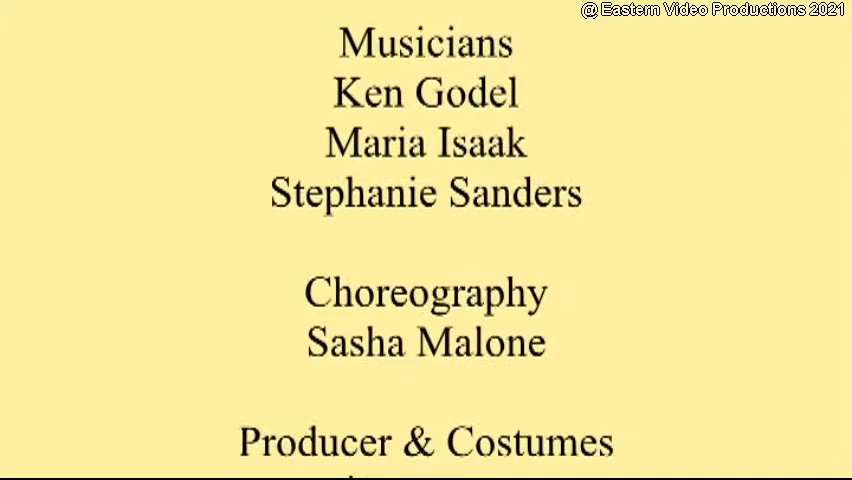 @ Eastern Video Productions 2021
Musicians
Ken Godel
Maria Isaak
Stephanie Sanders
Choreography
Sasha Malone
Producer & Costumes